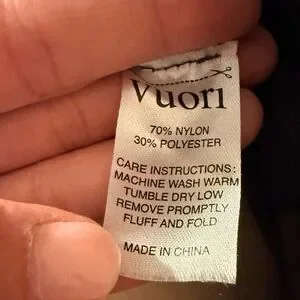 Vuori
70% NYLON
30% POLYESTER
CARE INSTRUCTIONS:
MACHINE WASH WARM
TUMBLE DRY LOW
REMOVE PROMPTLY
FLUFF AND FOLD
MADE IN CHINA